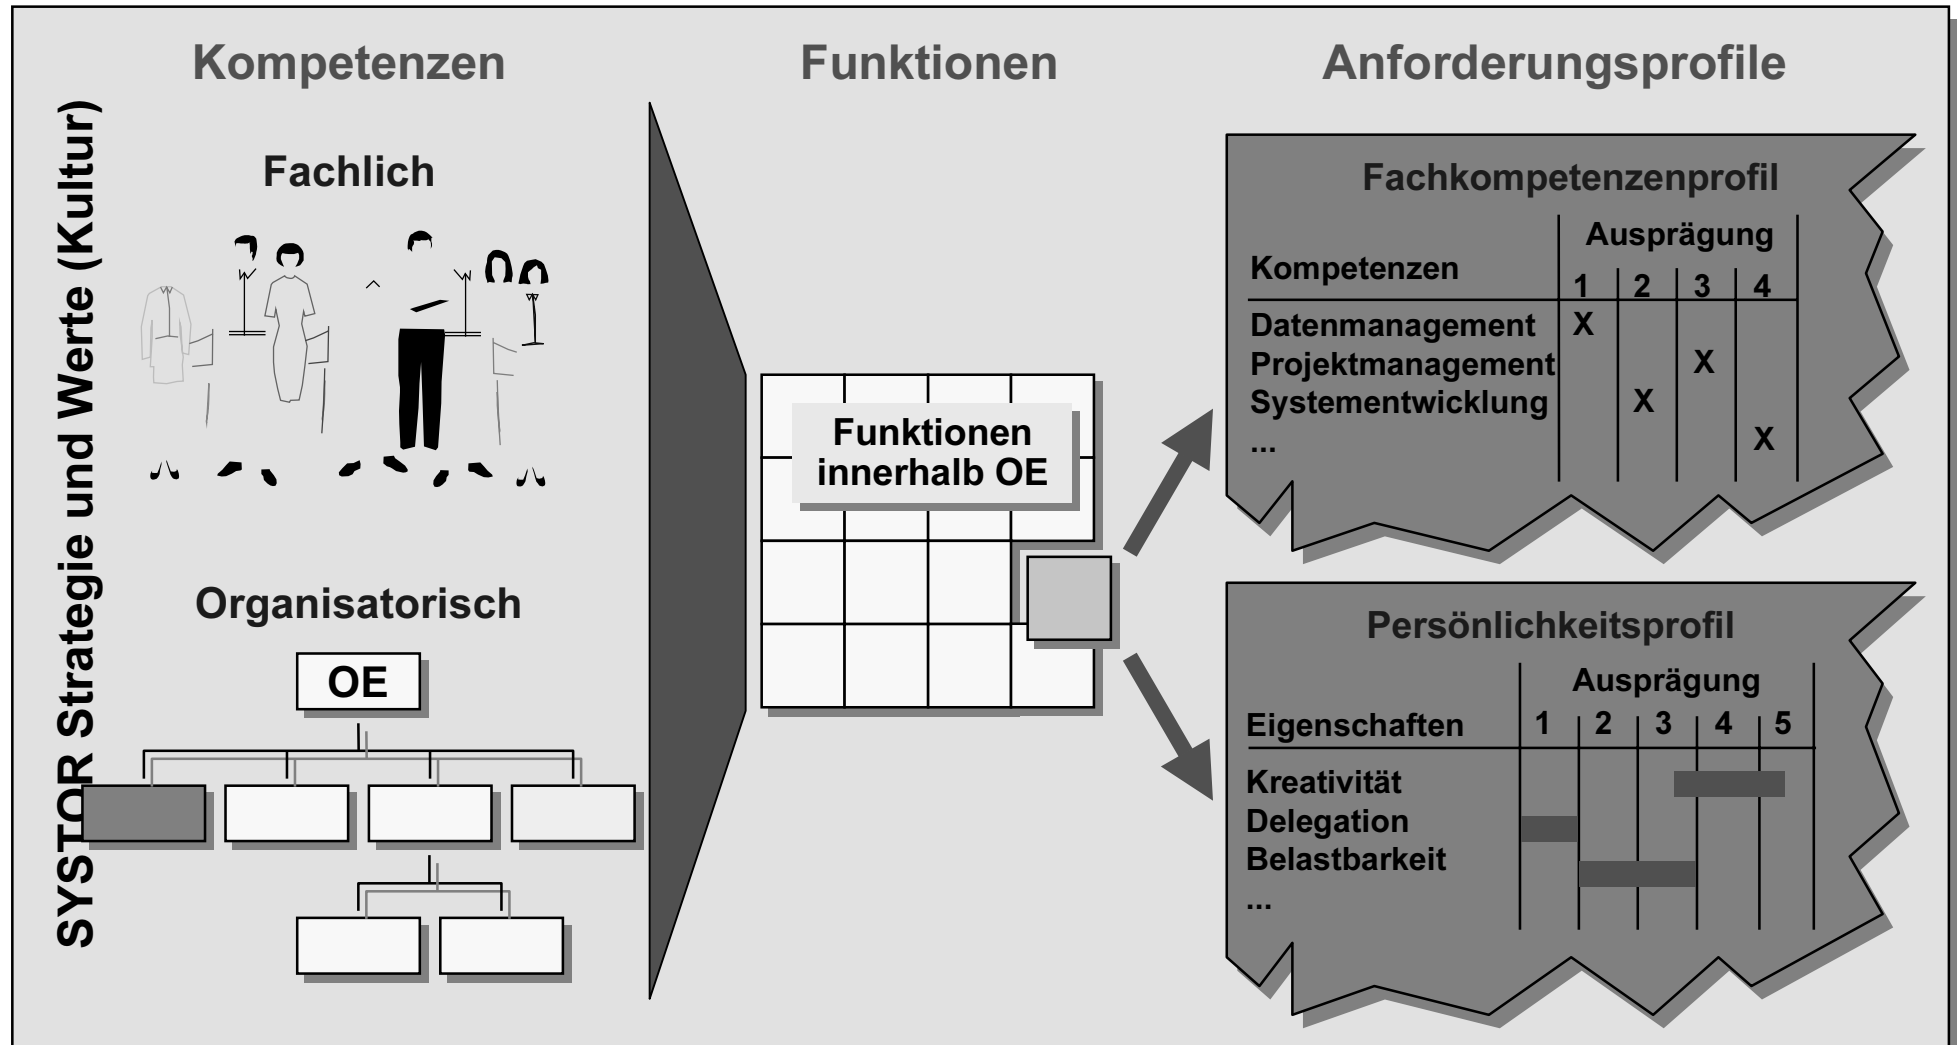 Kompetenzen
Funktionen
Anforderungsprofile
SYSTOR Strategie und Werte (Kultur)
Fachlich
Organisatorisch
OE
Funktionen
innerhalb OE
Fachkompetenzenprofil
Ausprägung
Kompetenzen
1 2 3 4
Datenmanagement X
Projektmanagement X
Systementwicklung X
... X
Persönlichkeitsprofil
Ausprägung
Eigenschaften 1 2 3 4 5
Kreativität
Delegation
Belastbarkeit
...